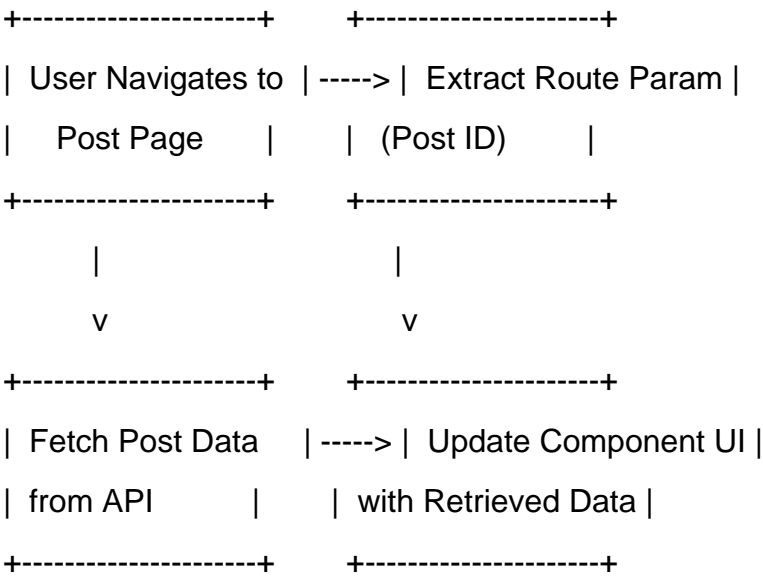 +----------------------+ +----------------------+
| User Navigates to | -----> | Extract Route Param |
| Post Page | | (Post ID) |
+----------------------+ +----------------------+
| |
v v
+----------------------+ +----------------------+
| Fetch Post Data | -----> | Update Component UI |
| from API | | with Retrieved Data |
+----------------------+ +----------------------+